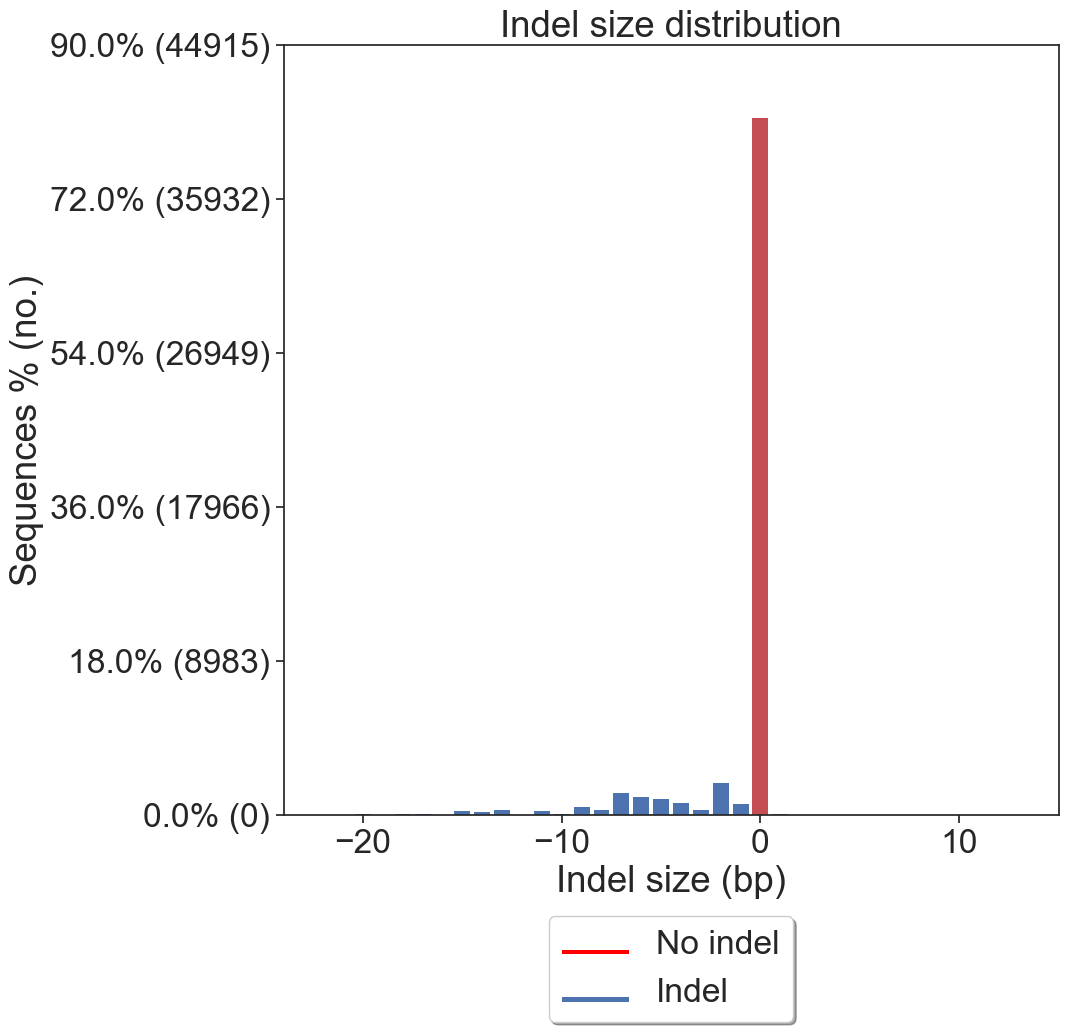 Indel size distribution
90.0% (44915)
72.0% (35932)
54.0% (26949)
36.0% (17966)
18.0% (8983)
0.0% (0)
Sequences % (no.)
−20 −10 0 10
Indel size (bp)
No indel
Indel